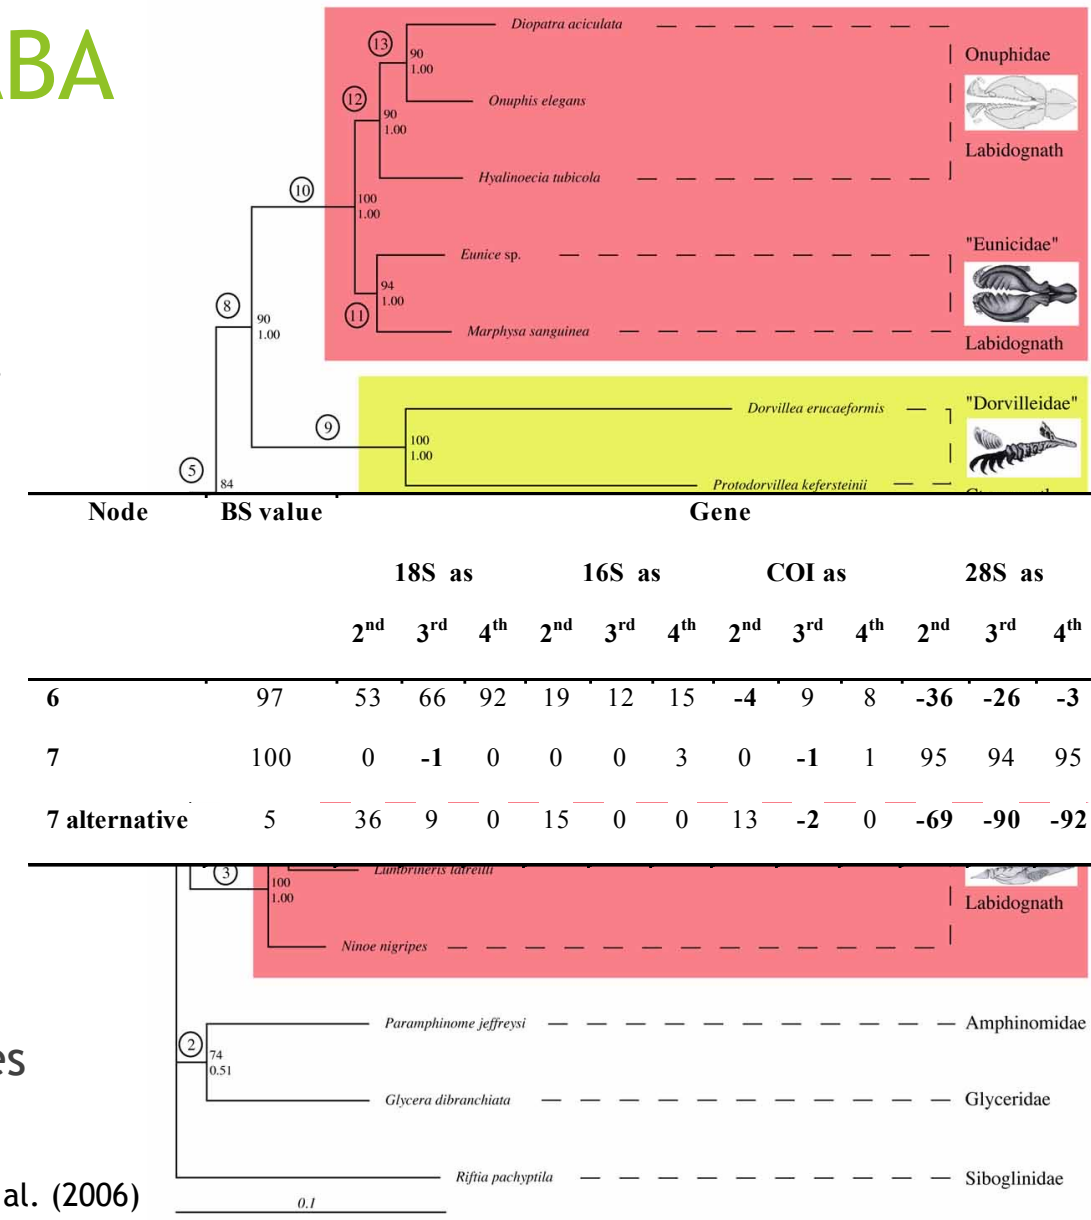 ABA
Diopatra aciculata
13
90
1.00
Onuphidae
12
Onuphis elegans
90
1.00
Labidognath
Hyalinoecia tubicola
10
100
1.00
"Eunicidae"
Eunice sp.
94
1.00
8
11
90
1.00
Marphysa sanguinea
Labidognath
Dorvillea erucaeformis
"Dorvilleidae"
9
100
1.00
5
84
Protodorvillea kefersteinii
Node BS value Gene
18S as 16S as COI as 28S as
2nd 3rd 4th 2nd 3rd 4th 2nd 3rd 4th 2nd 3rd 4th
6 97 53 66 92 19 12 15 -4 9 8 -36 -26 -3
7 100 0 -1 0 0 0 3 0 -1 1 95 94 95
7 alternative 5 36 9 0 15 0 0 13 -2 0 -69 -90 -92
3
Lumbrineris latreilli
100
1.00
Labidognath
Ninoe nigripes
Paramphinome jeffreysi
Amphinomidae
2
74
0.51
es
Glycera dibranchiata
Glyceridae
Riftia pachyptila
Siboglinidae
al. (2006)
0.1